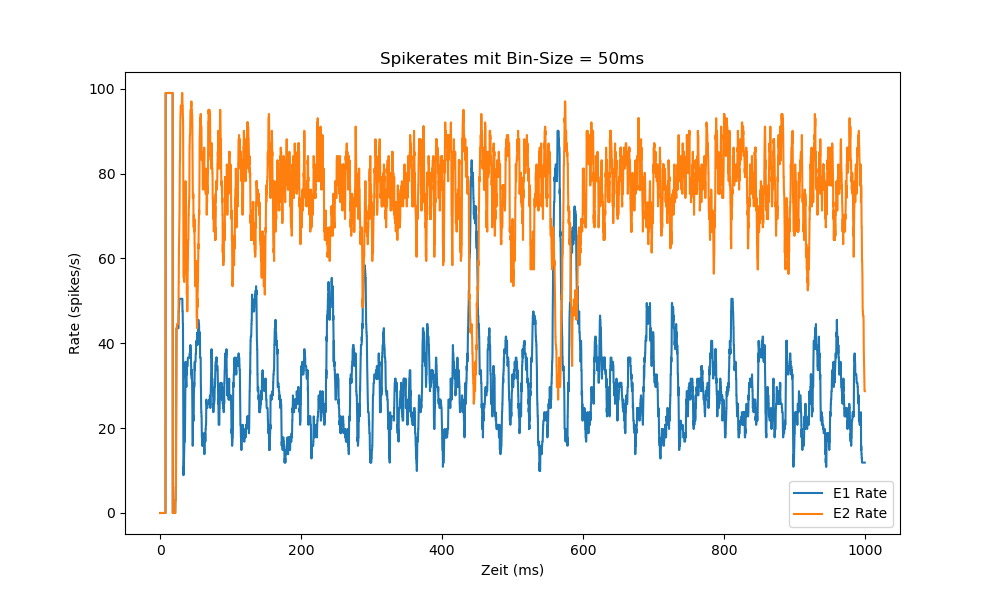 Spikerates mit Bin-Size = 50ms
Rate (spikes/s)
100
80
60
40
20
0
0 200 400 600 800 1000
Zeit (ms)
E1 Rate
E2 Rate